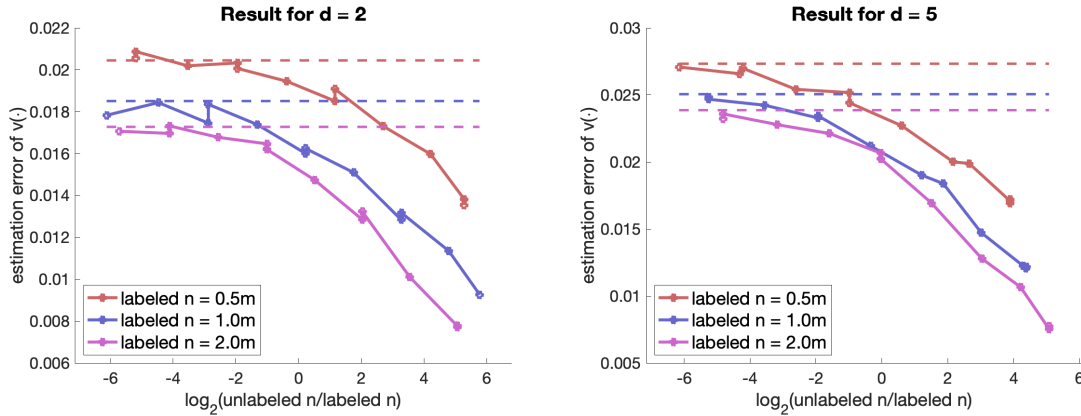 Result for d = 2
0.022
0.02
0.018
0.016
0.014
0.012
0.01
0.008
0.006
estimation error of v(·)
-6 -4 -2 0 2 4 6
log2(unlabeled n/labeled n)
labeled n = 0.5m
labeled n = 1.0m
labeled n = 2.0m
Result for d = 5
0.03
0.025
0.02
0.015
0.01
0.005
estimation error of v(·)
-6 -4 -2 0 2 4 6
log2(unlabeled n/labeled n)
labeled n = 0.5m
labeled n = 1.0m
labeled n = 2.0m